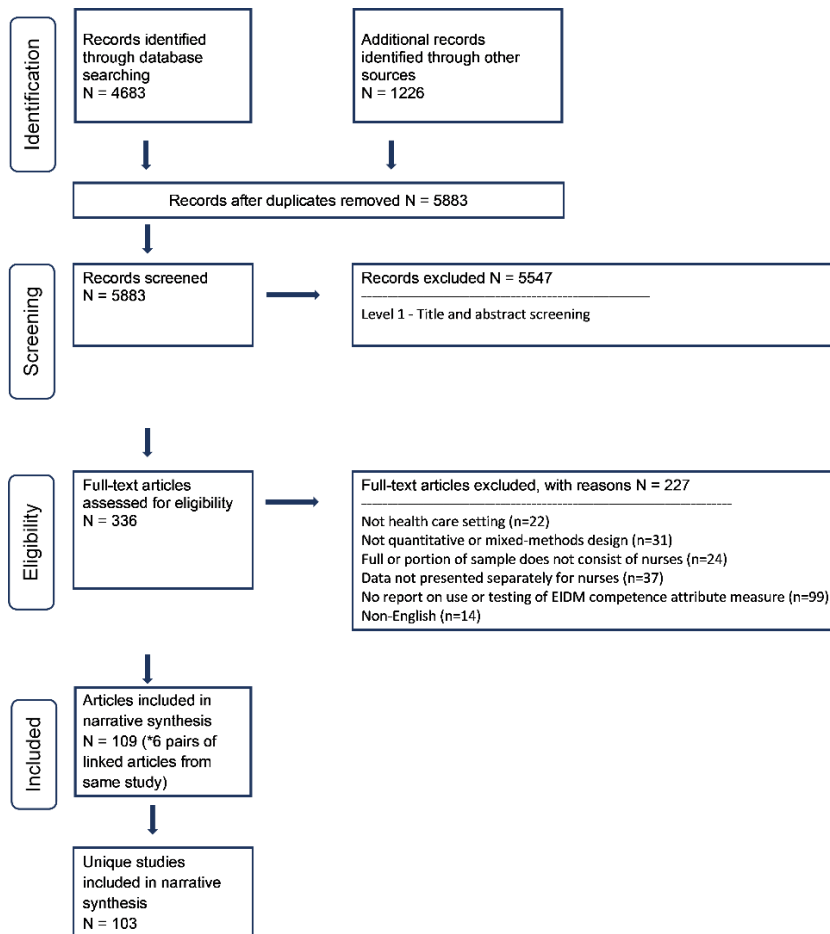 Identification
Records identified
through database
searching
N = 4683
Additional records
identified through other
sources
N = 1226
Records after duplicates removed N = 5883
Screening
Records screened
N = 5883
Records excluded N = 5547
Level 1 - Title and abstract screening
Eligibility
Full-text articles
assessed for eligibility
N = 336
Full-text articles excluded, with reasons N = 227
Not health care setting (n=22)
Not quantitative or mixed-methods design (n=31)
Full or portion of sample does not consist of nurses (n=24)
Data not presented separately for nurses (n=37)
No report on use or testing of EIDM competence attribute measure (n=99)
Non-English (n=14)
Included
Articles included in
narrative synthesis
N = 109 (*6 pairs of
linked articles from
same study)
Unique studies
included in narrative
synthesis
N = 103